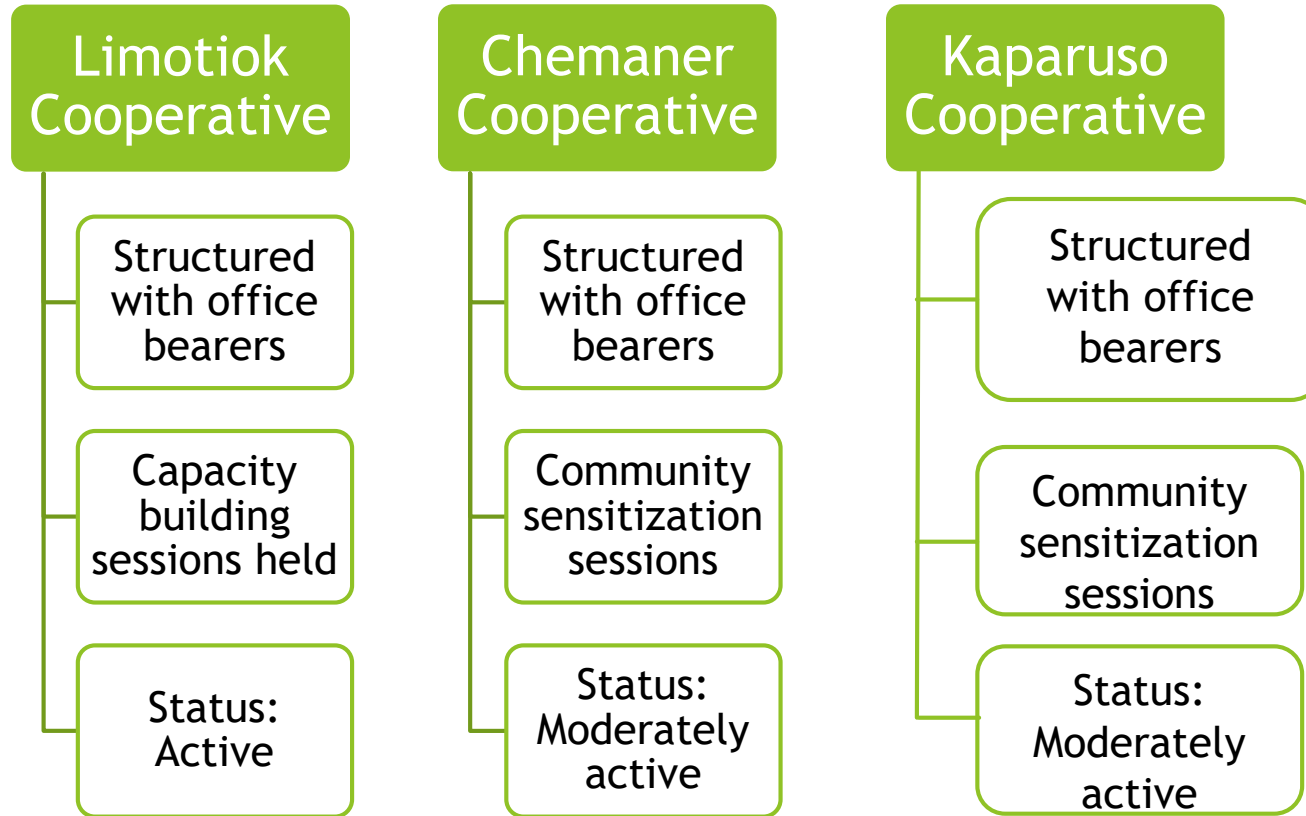 Limotiok
Cooperative
Structured
with office
bearers
Capacity
building
sessions held
Status:
Active
Chemaner
Cooperative
Structured
with office
bearers
Community
sensitization
sessions
Status:
Moderately
active
Kaparuso
Cooperative
Structured
with office
bearers
Community
sensitization
sessions
Status:
Moderately
active